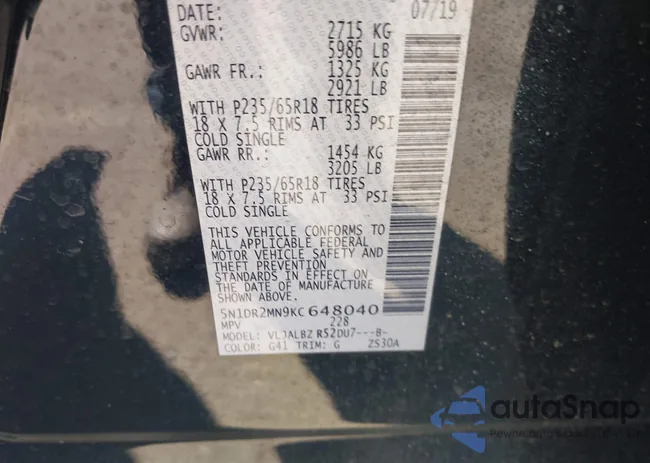 DATE: 07/19
GVWR: 2715 KG
5986 LB
GAWR FR.: 1325 KG
2921 LB
WITH P235/65R18 TIRES
18 X 7.5 RIMS AT 33 PSI
COLD SINGLE
GAWR RR.: 1454 KG
3205 LB
WITH P235/65R18 TIRES
18 X 7.5 RIMS AT 33 PSI
COLD SINGLE
THIS VEHICLE CONFORMS TO
ALL APPLICABLE FEDERAL
MOTOR VEHICLE SAFETY AND
THEFT PREVENTION
STANDARDS IN EFFECT ON
THE DATE OF MANUFACTURE
SHOWN ABOVE.
5N1DR2MN9KC648040
MPV 228
MODEL: R52DU7---B-
COLOR: G41 TRIM: G ZS30A
autoSnap